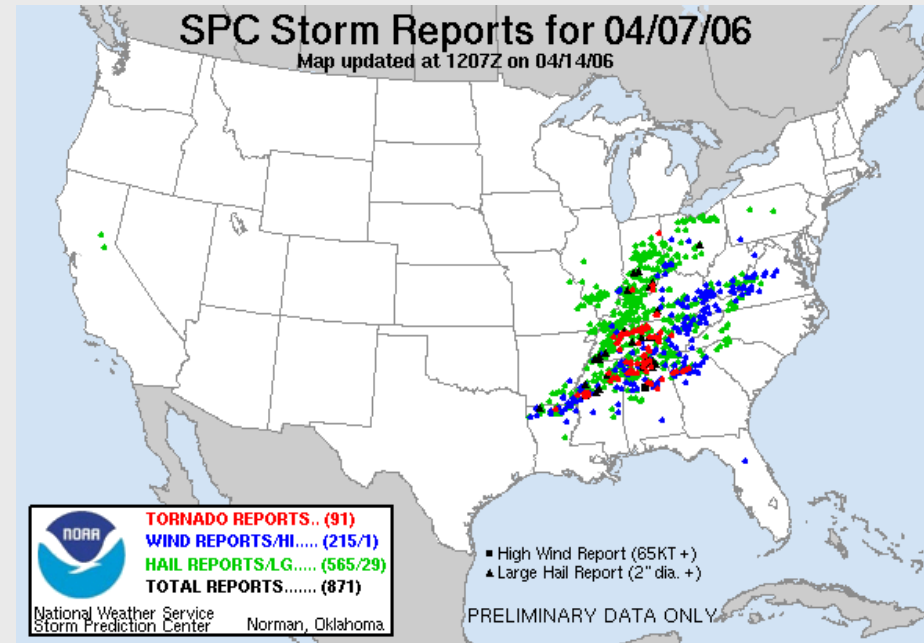 SPC Storm Reports for 04/07/06
Map updated at 1207Z on 04/14/06
NOAA
TORNADO REPORTS.. (91)
WIND REPORTS/HI..... (215/1)
HAIL REPORTS/LG..... (565/29)
TOTAL REPORTS....... (871)
National Weather Service
Storm Prediction Center Norman, Oklahoma
■ High Wind Report (65KT +)
▲ Large Hail Report (2" dia. +)
PRELIMINARY DATA ONLY